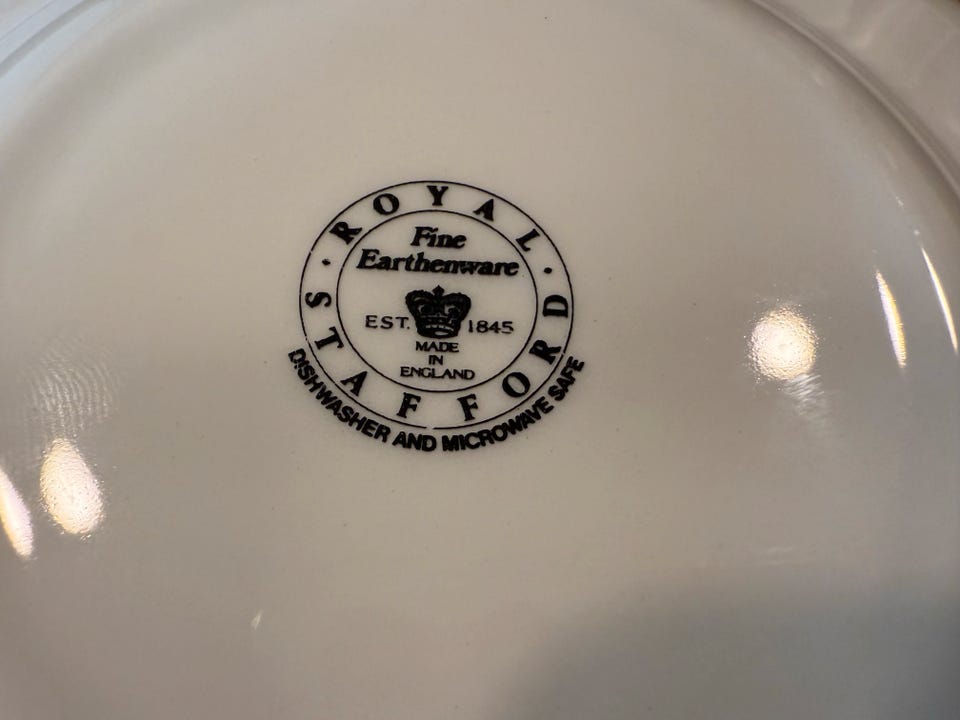 ROYAL
STAFFORD
Fine
Earthenware
EST. 1845
MADE
IN
ENGLAND
DISHWASHER AND MICROWAVE SAFE